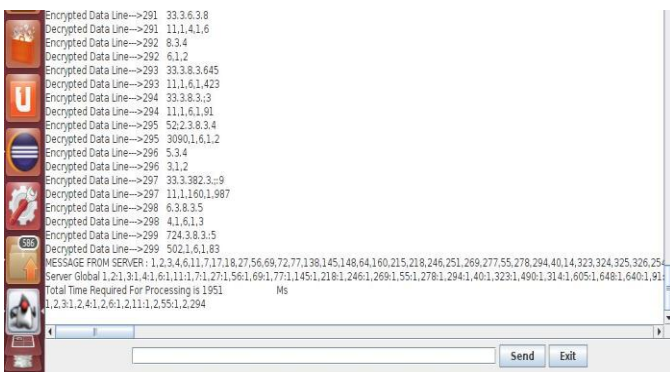 Encrypted Data Line--->291 33.3.6.3.8
Decrypted Data Line--->291 11,1,4,1,6
Encrypted Data Line--->292 8.3.4
Decrypted Data Line--->292 6,1,2
Encrypted Data Line--->293 33.3.8.3.645
Decrypted Data Line--->293 11,1,6,1,423
Encrypted Data Line--->294 33.3.8.3.;3
Decrypted Data Line--->294 11,1,6,1,91
Encrypted Data Line--->295 52;2.3.8.3.4
Decrypted Data Line--->295 3090,1,6,1,2
Encrypted Data Line--->296 5.3.4
Decrypted Data Line--->296 3,1,2
Encrypted Data Line--->297 33.3.382.3.;:9
Decrypted Data Line--->297 11,1,160,1,987
Encrypted Data Line--->298 6.3.8.3.5
Decrypted Data Line--->298 4,1,6,1,3
Encrypted Data Line--->299 724.3.8.3.:5
Decrypted Data Line--->299 502,1,6,1,83
MESSAGE FROM SERVER : 1,2,3,4,6,11,7,17,18,27,56,69,72,77,138,145,148,64,160,215,218,246,251,269,277,55,278,294,40,14,323,324,325,326,254
Server Global 1,2:1,3:1,4:1,6:1,11:1,7:1,27:1,56:1,69:1,77:1,145:1,218:1,246:1,269:1,55:1,278:1,294:1,40:1,323:1,490:1,314:1,605:1,648:1,640:1,91:
Total Time Required For Processing is 1951 Ms
1,2,3:1,2,4:1,2,6:1,2,11:1,2,55:1,2,294
586
Send
Exit